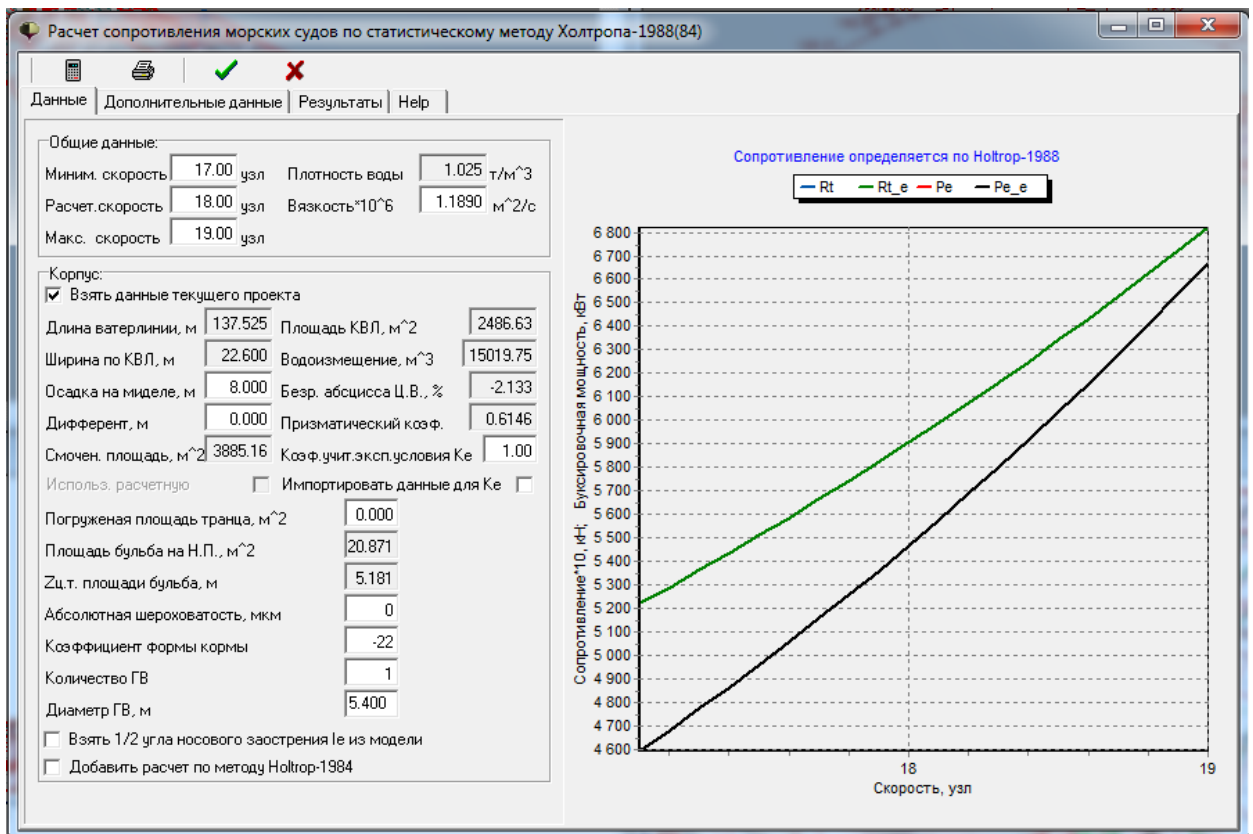 Расчет сопротивления морских судов по статистическому методу Холтропа-1988(84)
Данные Дополнительные данные Результаты Help
Общие данные:
Миним. скорость 17.00 узл Плотность воды 1.025 т/м^3
Расчет.скорость 18.00 узл Вязкость*10^6 1.1890 м^2/с
Макс. скорость 19.00 узл
Корпус:
Взять данные текущего проекта
Длина ватерлинии, м 137.525 Площадь КВЛ, м^2 2486.63
Ширина по КВЛ, м 22.600 Водоизмещение, м^3 15019.75
Осадка на миделе, м 8.000 Безр. абсцисса Ц.В., % -2.133
Дифферент, м 0.000 Призматический коэф. 0.6146
Смочен. площадь, м^2 3885.16 Коэф.учит.эксп.условия Ке 1.00
Использ. расчетную Импортировать данные для Ке
Погруженая площадь транца, м^2 0.000
Площадь бульба на Н.П., м^2 20.871
Zц.т. площади бульба, м 5.181
Абсолютная шероховатость, мкм 0
Коэффициент формы кормы -22
Количество ГВ 1
Диаметр ГВ, м 5.400
Взять 1/2 угла носового заострения Ie из модели
Добавить расчет по методу Holtrop-1984
Сопротивление определяется по Holtrop-1988
Rt Rt_e Pe Pe_e
Сопротивление*10, кН; Буксировочная мощность, кВт
6 800
6 700
6 600
6 500
6 400
6 300
6 200
6 100
6 000
5 900
5 800
5 700
5 600
5 500
5 400
5 300
5 200
5 100
5 000
4 900
4 800
4 700
4 600
18 19
Скорость, узл